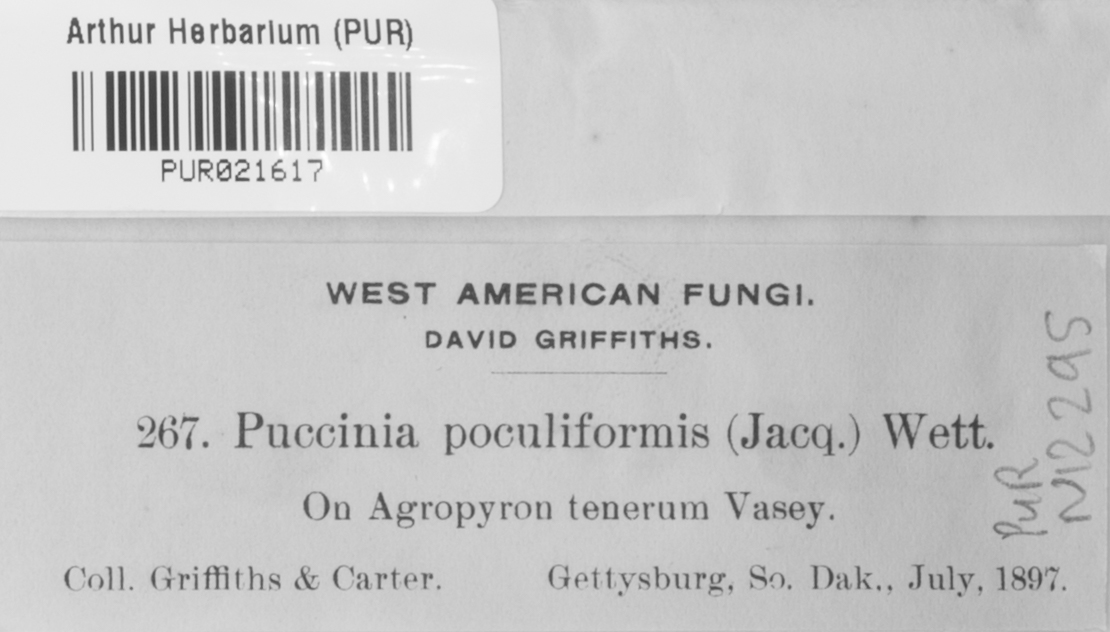 Arthur Herbarium (PUR)
PUR021617
WEST AMERICAN FUNGI.
DAVID GRIFFITHS.
267. Puccinia poculiformis (Jacq.) Wett.
On Agropyron tenerum Vasey.
Coll. Griffiths & Carter. Gettysburg, So. Dak., July, 1897.
PUR
N12295